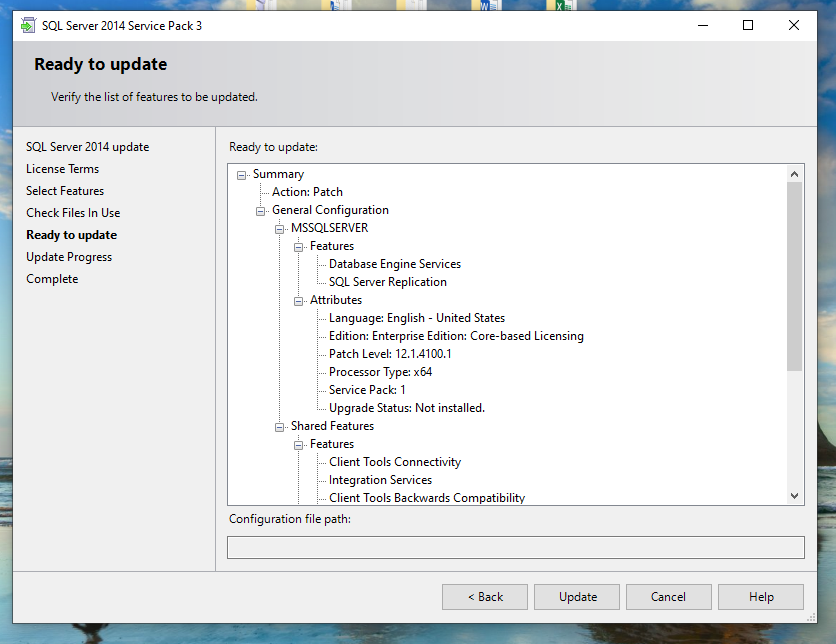 SQL Server 2014 Service Pack 3
Ready to update
Verify the list of features to be updated.
SQL Server 2014 update
License Terms
Select Features
Check Files In Use
Ready to update
Update Progress
Complete
Ready to update:
Summary
Action: Patch
General Configuration
MSSQLSERVER
Features
Database Engine Services
SQL Server Replication
Attributes
Language: English - United States
Edition: Enterprise Edition: Core-based Licensing
Patch Level: 12.1.4100.1
Processor Type: x64
Service Pack: 1
Upgrade Status: Not installed.
Shared Features
Features
Client Tools Connectivity
Integration Services
Client Tools Backwards Compatibility
Configuration file path:
< Back
Update
Cancel
Help